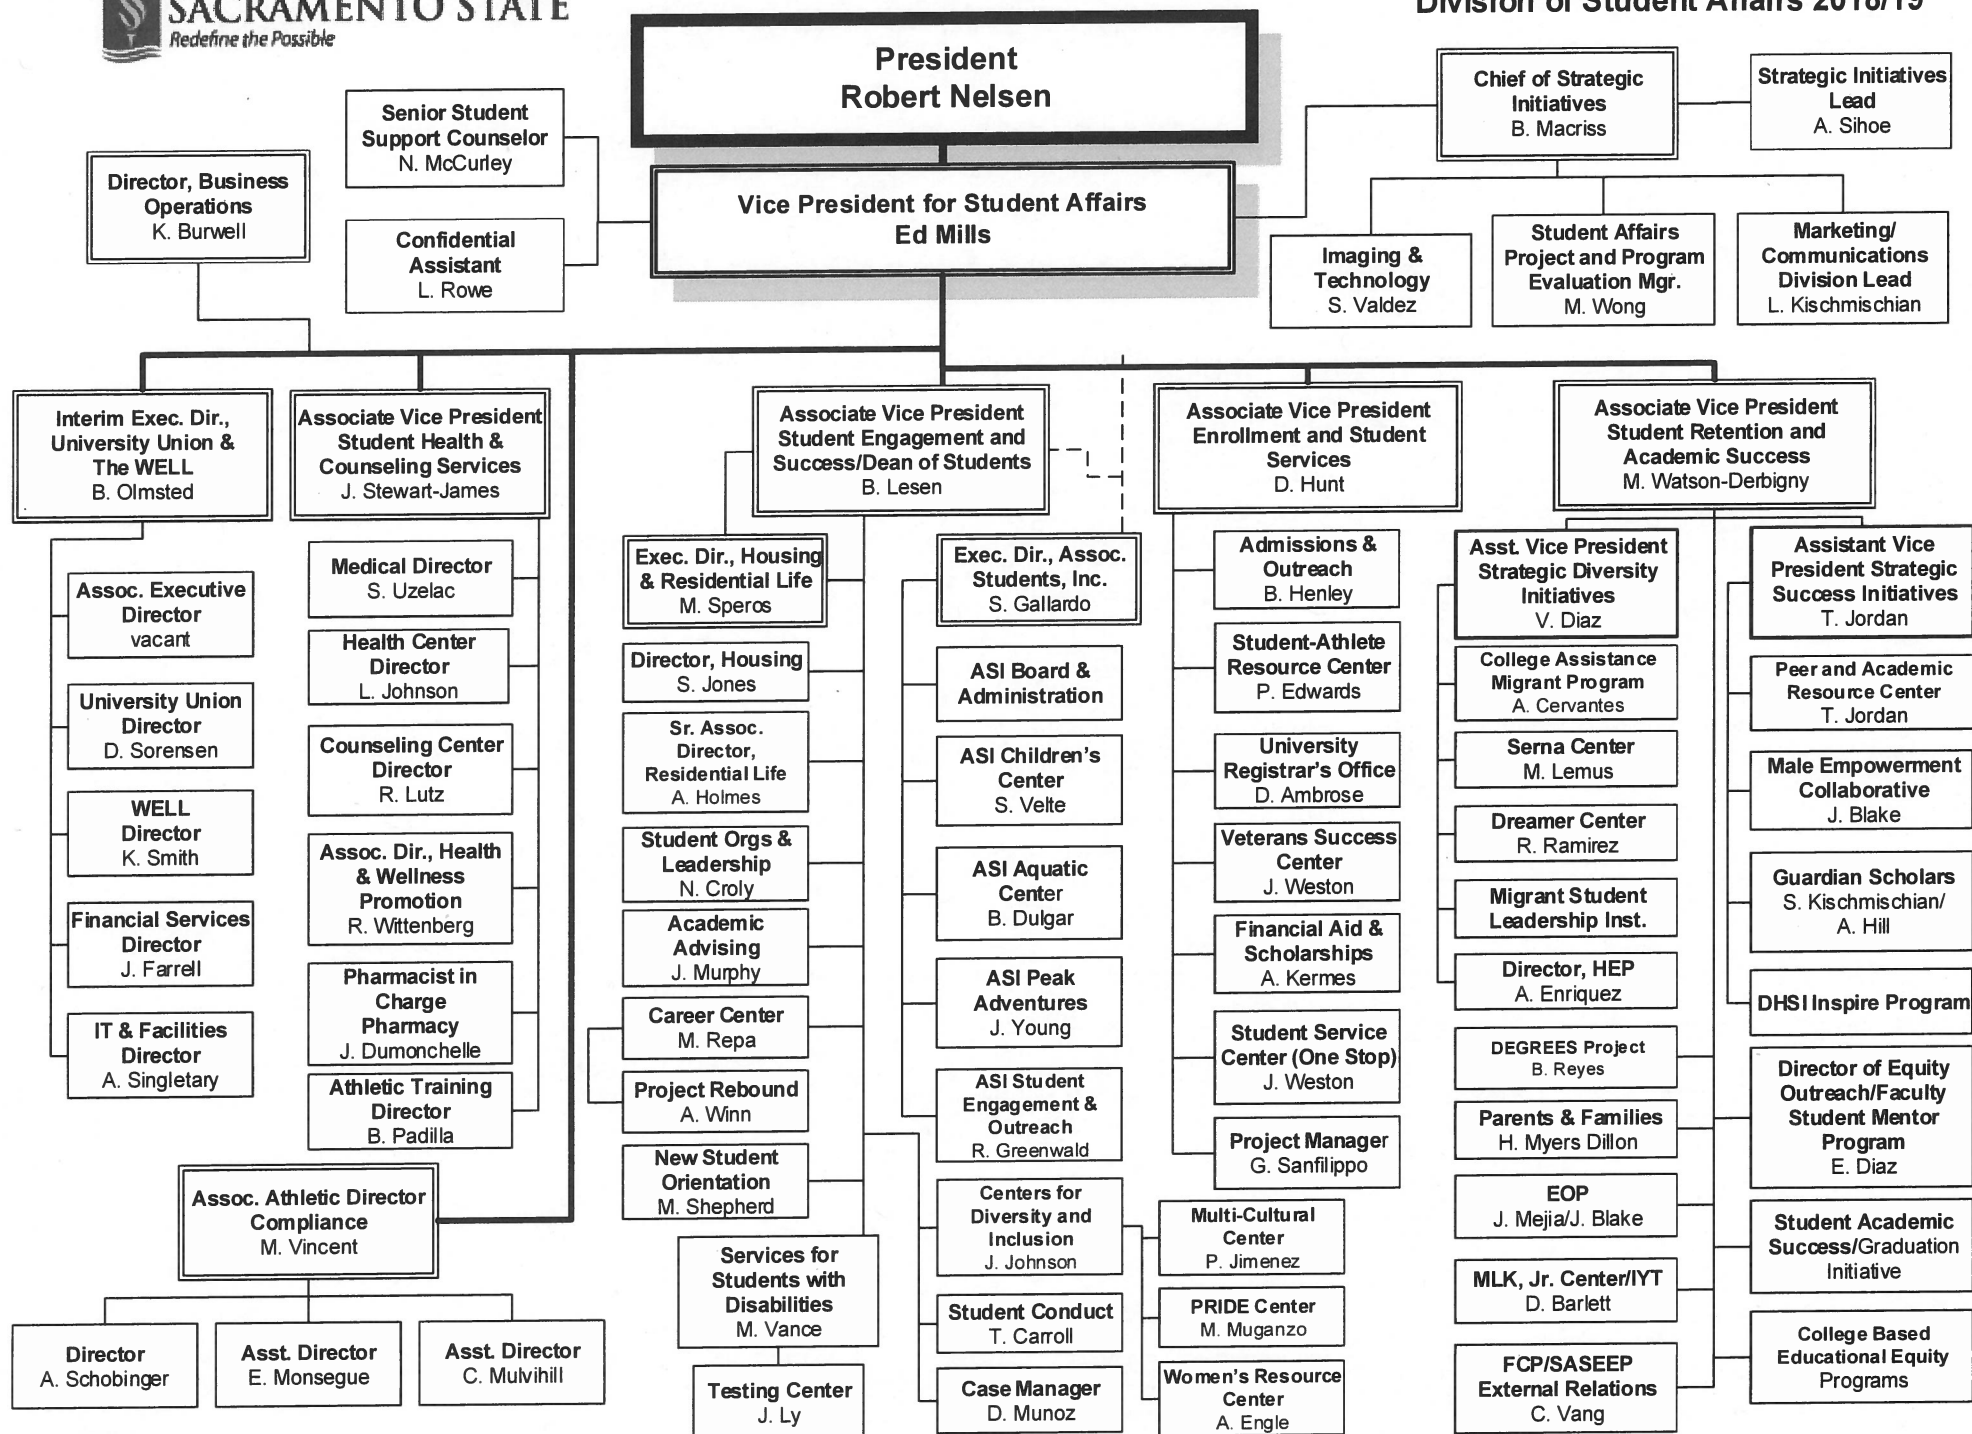 SACRAMENTO STATE
Redefine the Possible
Division of Student Affairs 2018/19
President
Robert Nelsen
Vice President for Student Affairs
Ed Mills
Senior Student
Support Counselor
N. McCurley
Confidential
Assistant
L. Rowe
Director, Business
Operations
K. Burwell
Chief of Strategic
Initiatives
B. Macriss
Strategic Initiatives
Lead
A. Sihoe
Imaging &
Technology
S. Valdez
Student Affairs
Project and Program
Evaluation Mgr.
M. Wong
Marketing/
Communications
Division Lead
L. Kischmischian
Interim Exec. Dir.,
University Union &
The WELL
B. Olmsted
Assoc. Executive
Director
vacant
University Union
Director
D. Sorensen
WELL
Director
K. Smith
Financial Services
Director
J. Farrell
IT & Facilities
Director
A. Singletary
Associate Vice President
Student Health &
Counseling Services
J. Stewart-James
Medical Director
S. Uzelac
Health Center
Director
L. Johnson
Counseling Center
Director
R. Lutz
Assoc. Dir., Health
& Wellness
Promotion
R. Wittenberg
Pharmacist in
Charge
Pharmacy
J. Dumonchelle
Athletic Training
Director
B. Padilla
Assoc. Athletic Director
Compliance
M. Vincent
Director
A. Schobinger
Asst. Director
E. Monsegue
Asst. Director
C. Mulvihill
Associate Vice President
Student Engagement and
Success/Dean of Students
B. Lesen
Exec. Dir., Housing
& Residential Life
M. Speros
Director, Housing
S. Jones
Sr. Assoc.
Director,
Residential Life
A. Holmes
Student Orgs &
Leadership
N. Croly
Academic
Advising
J. Murphy
Career Center
M. Repa
Project Rebound
A. Winn
New Student
Orientation
M. Shepherd
Services for
Students with
Disabilities
M. Vance
Testing Center
J. Ly
Exec. Dir., Assoc.
Students, Inc.
S. Gallardo
ASI Board &
Administration
ASI Children's
Center
S. Velte
ASI Aquatic
Center
B. Dulgar
ASI Peak
Adventures
J. Young
ASI Student
Engagement &
Outreach
R. Greenwald
Centers for
Diversity and
Inclusion
J. Johnson
Student Conduct
T. Carroll
Case Manager
D. Munoz
Multi-Cultural
Center
P. Jimenez
PRIDE Center
M. Muganzo
Women's Resource
Center
A. Engle
Associate Vice President
Enrollment and Student
Services
D. Hunt
Admissions &
Outreach
B. Henley
Student-Athlete
Resource Center
P. Edwards
University
Registrar's Office
D. Ambrose
Veterans Success
Center
J. Weston
Financial Aid &
Scholarships
A. Kermes
Student Service
Center (One Stop)
J. Weston
Project Manager
G. Sanfilippo
Associate Vice President
Student Retention and
Academic Success
M. Watson-Derbigny
Asst. Vice President
Strategic Diversity
Initiatives
V. Diaz
College Assistance
Migrant Program
A. Cervantes
Serna Center
M. Lemus
Dreamer Center
R. Ramirez
Migrant Student
Leadership Inst.
Director, HEP
A. Enriquez
DEGREES Project
B. Reyes
Parents & Families
H. Myers Dillon
EOP
J. Mejia/J. Blake
MLK, Jr. Center/IYT
D. Barlett
FCP/SASEEP
External Relations
C. Vang
Assistant Vice
President Strategic
Success Initiatives
T. Jordan
Peer and Academic
Resource Center
T. Jordan
Male Empowerment
Collaborative
J. Blake
Guardian Scholars
S. Kischmischian/
A. Hill
DHSI Inspire Program
Director of Equity
Outreach/Faculty
Student Mentor
Program
E. Diaz
Student Academic
Success/Graduation
Initiative
College Based
Educational Equity
Programs